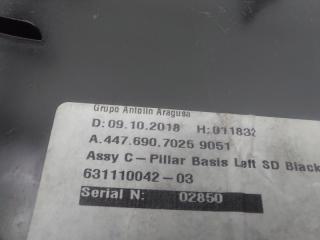 Grupo Antolin Aragusa
D: 09.10.2018 H: 011832
A.447.690.7025 9051
Assy C-Pillar Basis Left SD Black
631110042-03
Serial N: 02850